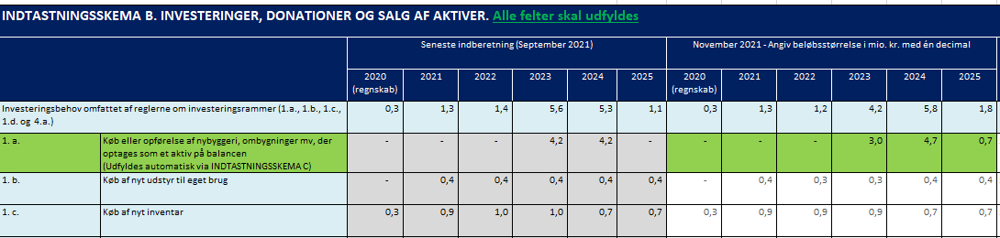 INDTASTNINGSSKEMA B. INVESTERINGER, DONATIONER OG SALG AF AKTIVER. Alle felter skal udfyldes
Seneste indberetning (September 2021) November 2021 - Angiv beløbsstørrelse i mio. kr. med én decimal
2020 2021 2022 2023 2024 2025 2020 2021 2022 2023 2024 2025
(regnskab) (regnskab)
Investeringsbehov omfattet af reglerne om investeringsrammer (1.a., 1.b., 1.c., 0,3 1,3 1,4 5,6 5,3 1,1 0,3 1,3 1,2 4,2 5,8 1,8
1.d. og 4.a.)
1. a. Køb eller opførelse af nybyggeri, ombygninger mv, der - - - 4,2 4,2 - - - - 3,0 4,7 0,7
optages som et aktiv på balancen
(Udfyldes automatisk via INDTASTNINGSSKEMA C)
1. b. Køb af nyt udstyr til eget brug - 0,4 0,4 0,4 0,4 0,4 - 0,4 0,3 0,3 0,4 0,4
1. c. Køb af nyt inventar 0,3 0,9 1,0 1,0 0,7 0,7 0,3 0,9 0,9 0,9 0,7 0,7